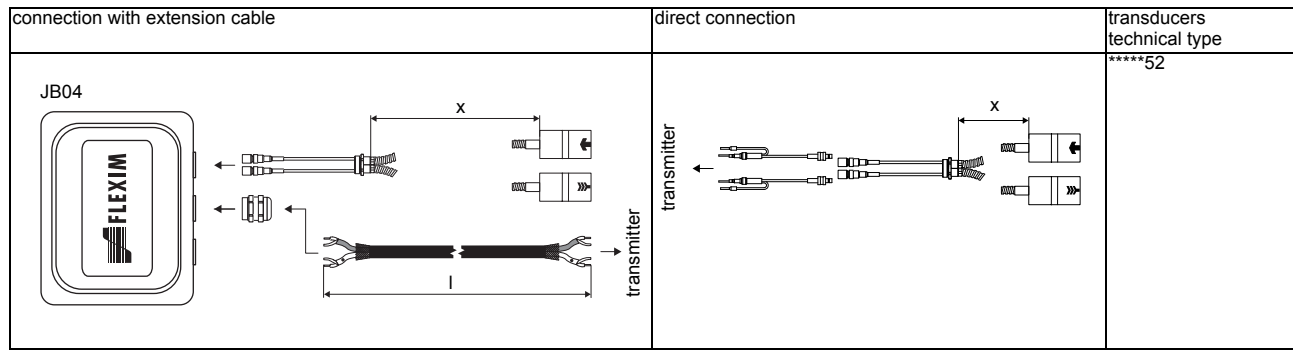 connection with extension cable
direct connection
transducers
technical type
JB04
FLEXIM
x
l
transmitter
transmitter
x
*****52